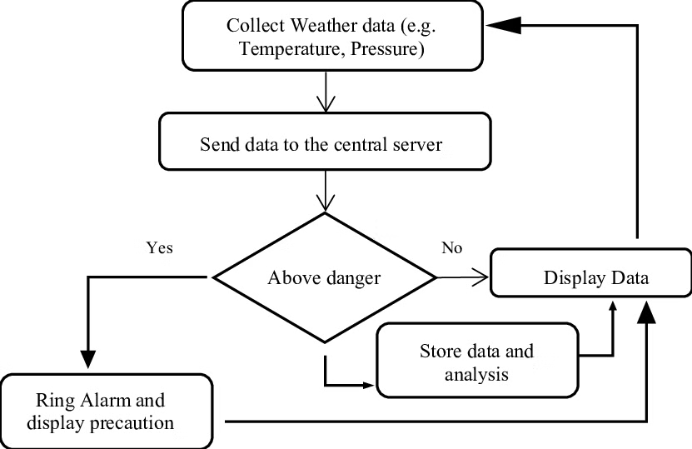 Collect Weather data (e.g.
Temperature, Pressure)
Send data to the central server
Yes
No
Above danger
Display Data
Store data and
analysis
Ring Alarm and
display precaution